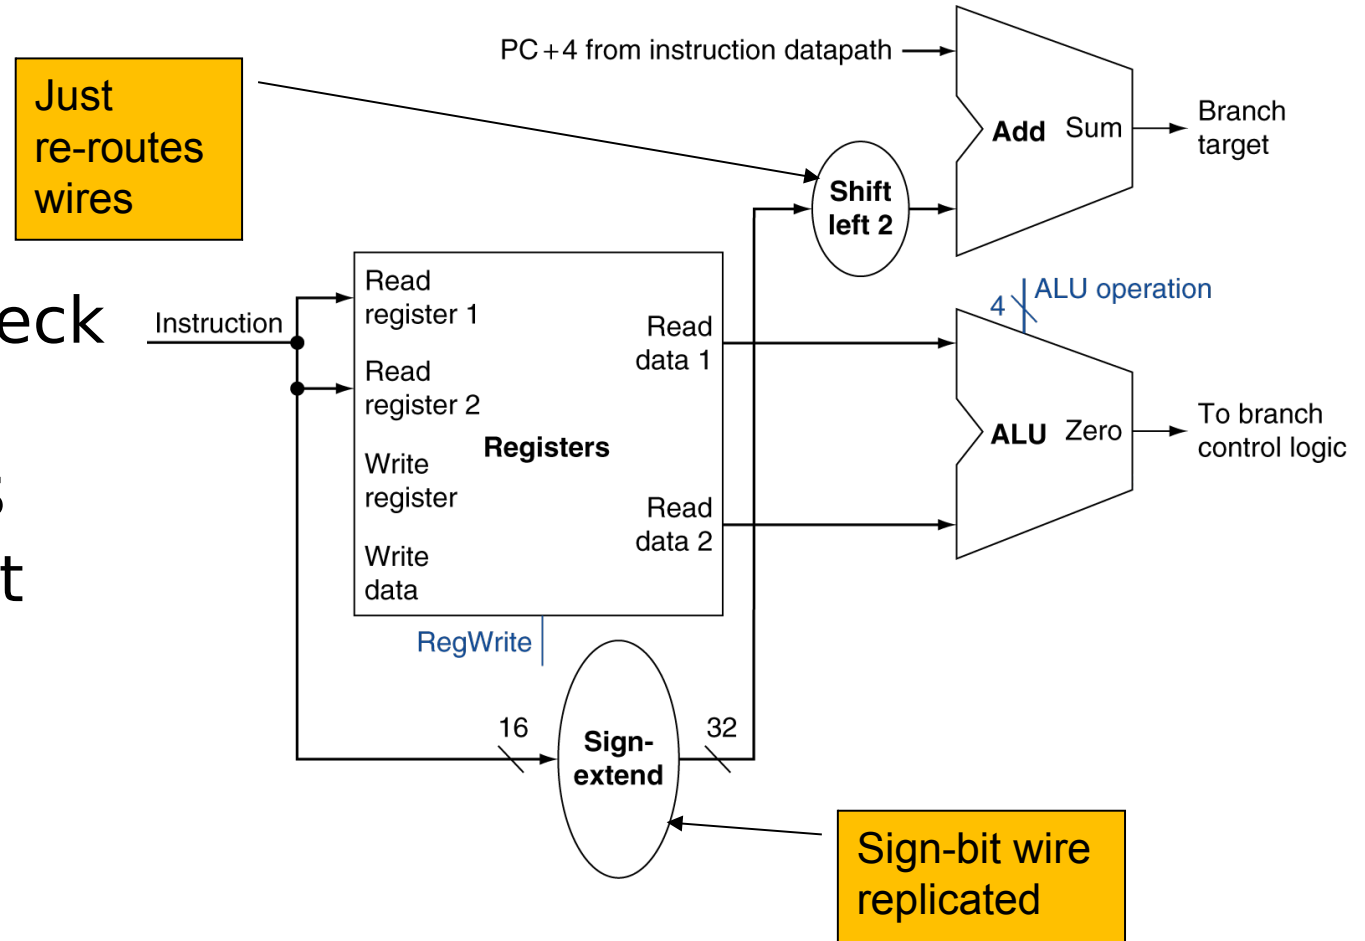 PC+4 from instruction datapath
Just
re-routes
wires
Add Sum
Branch
target
Shift
left 2
Read
register 1
Instruction
Read
data 1
4
ALU operation
Read
register 2
Registers
ALU Zero
To branch
control logic
Write
register
Read
data 2
Write
data
RegWrite
16
32
Sign-
extend
Sign-bit wire
replicated